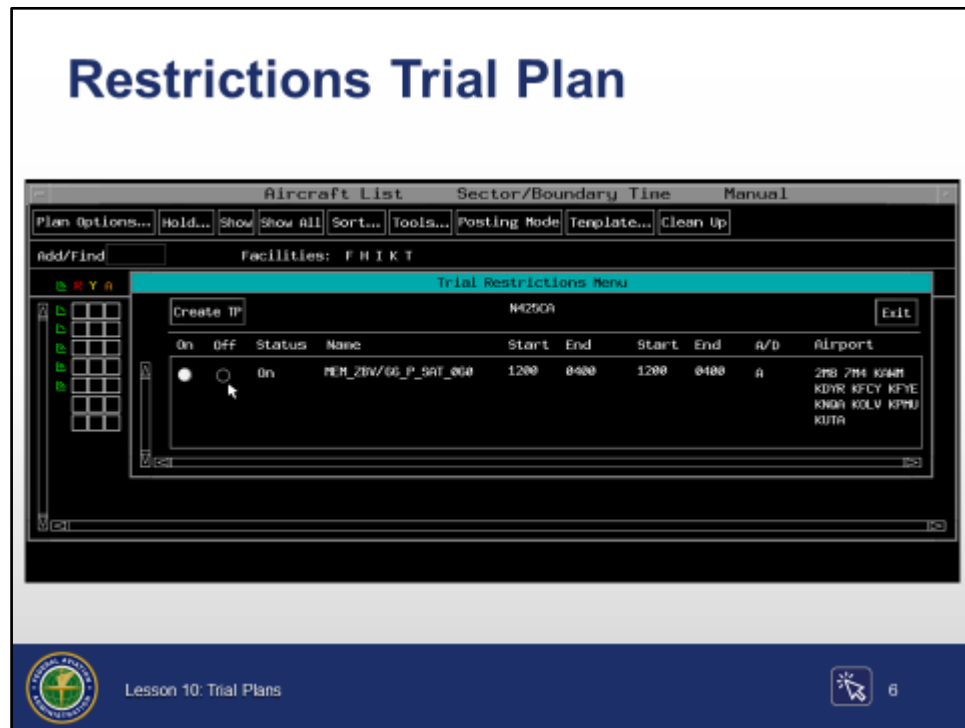 Restrictions Trial Plan
Aircraft List Sector/Boundary Time Manual
Plan Options... Hold... Show Show All Sort... Tools... Posting Mode Template... Clean Up
Add/Find Facilities: F H I K T
R Y A
Trial Restrictions Menu
Create TP N425CA Exit
On Off Status Name Start End Start End A/D Airport
On 1200 0400 1200 0400 A 2M8 7M4 KAWM
KDYR KFCY KFYE
KNQA KOLV KPMU
KUTA
FEDERAL AVIATION
ADMINISTRATION
Lesson 10: Trial Plans
6